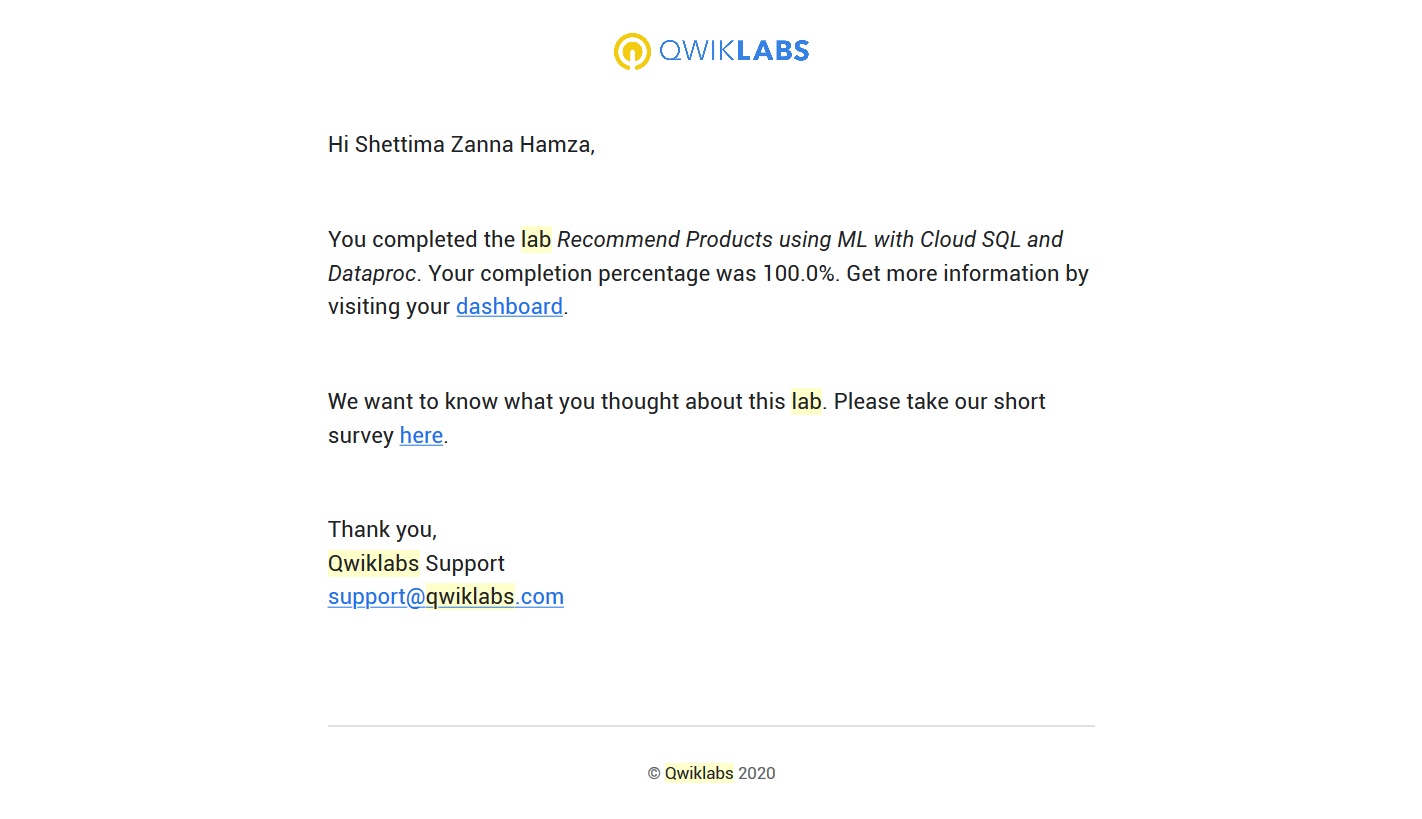 QWIKLABS
Hi Shettima Zanna Hamza,
You completed the lab Recommend Products using ML with Cloud SQL and
Dataproc. Your completion percentage was 100.0%. Get more information by
visiting your dashboard.
We want to know what you thought about this lab. Please take our short
survey here.
Thank you,
Qwiklabs Support
support@qwiklabs.com
© Qwiklabs 2020